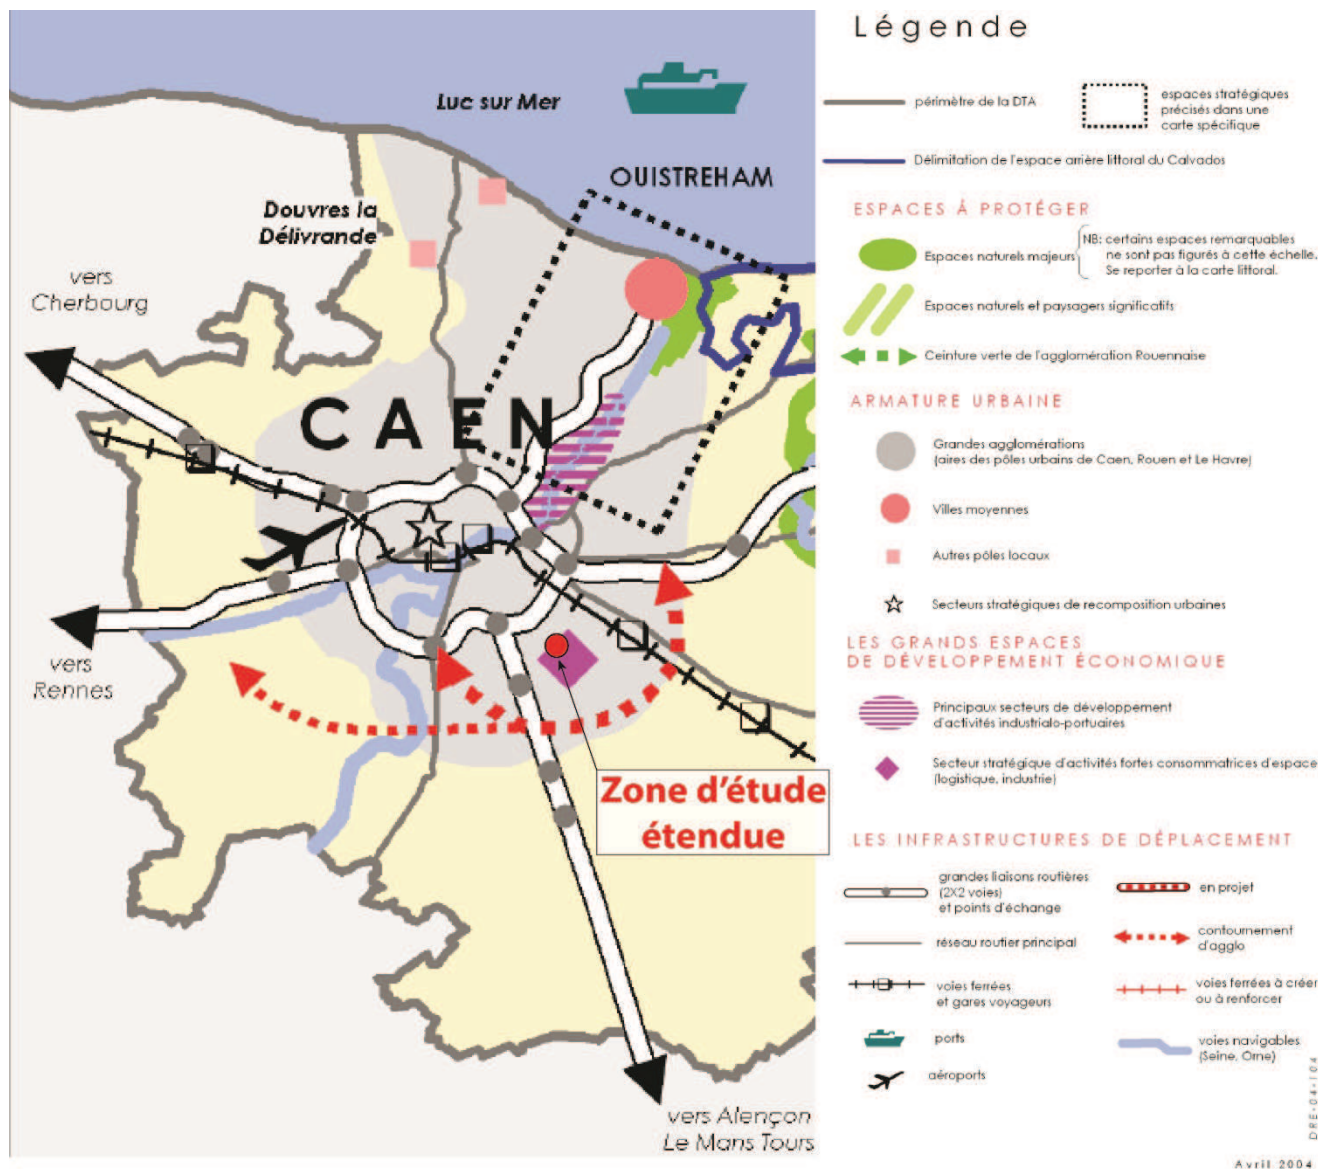 Luc sur Mer
OUISTREHAM
Douvres la
Délivrande
vers
Cherbourg
CAEN
vers
Rennes
Zone d'étude
étendue
vers Alençon
Le Mans Tours
Légende
périmètre de la DTA
espaces stratégiques
précisés dans une
carte spécifique
Délimitation de l'espace arrière littoral du Calvados
ESPACES À PROTÉGER
Espaces naturels majeurs
NB: certains espaces remarquables
ne sont pas figurés à cette échelle.
Se reporter à la carte littoral.
Espaces naturels et paysagers significatifs
Ceinture verte de l'agglomération Rouennaise
ARMATURE URBAINE
Grandes agglomérations
(aires des pôles urbains de Caen, Rouen et Le Havre)
Villes moyennes
Autres pôles locaux
Secteurs stratégiques de recomposition urbaines
LES GRANDS ESPACES
DE DÉVELOPPEMENT ÉCONOMIQUE
Principaux secteurs de développement
d'activités industrialo-portuaires
Secteur stratégique d'activités fortes consommatrices d'espace
(logistique, industrie)
LES INFRASTRUCTURES DE DÉPLACEMENT
grandes liaisons routières
(2X2 voies)
et points d'échange
en projet
réseau routier principal
contournement
d'agglo
voies ferrées
et gares voyageurs
voies ferrées à créer
ou à renforcer
ports
voies navigables
(Seine, Orne)
aéroports
DRE-04-104
Avril 2004